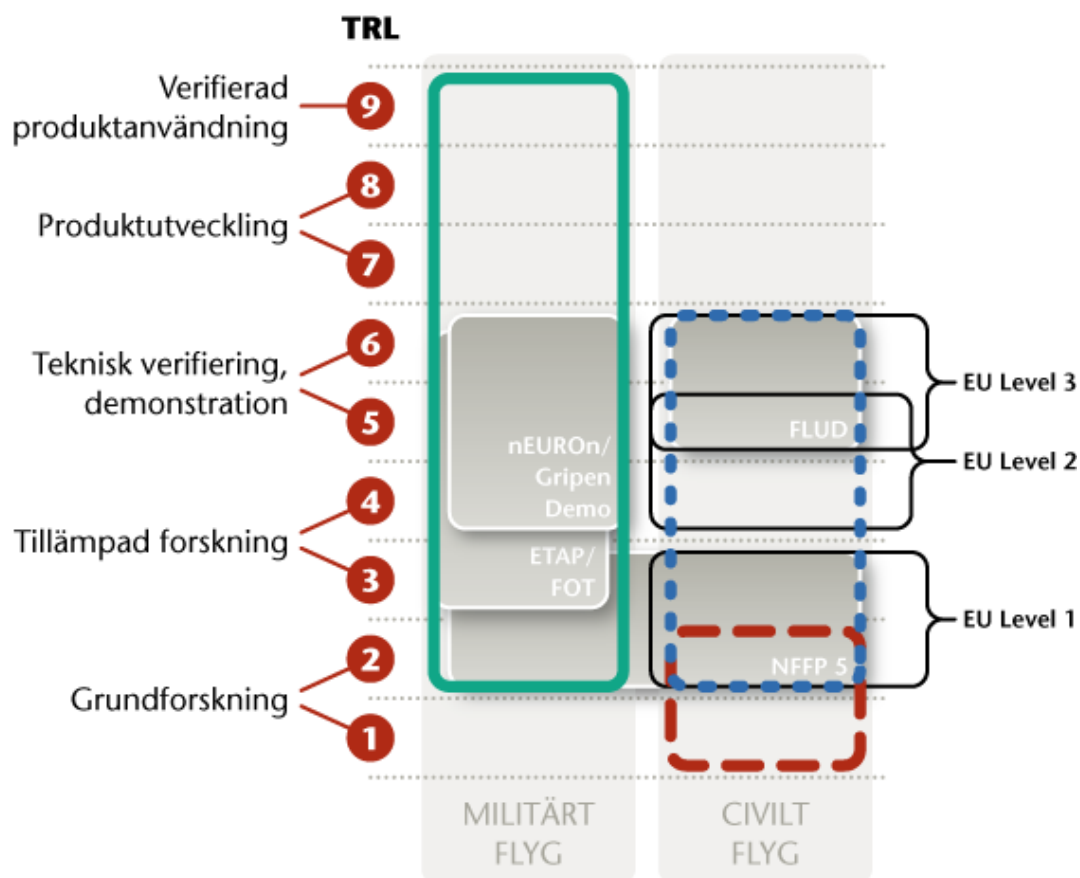 TRL
Verifierad
produktanvändning
9
8
Produktutveckling
7
6
Teknisk verifiering,
demonstration
5
EU Level 3
FLUD
nEUROn/
Gripen
Demo
EU Level 2
4
Tillämpad forskning
3
ETAP/
FOT
EU Level 1
2
NFFP 5
Grundforskning
1
MILITÄRT
FLYG
CIVILT
FLYG